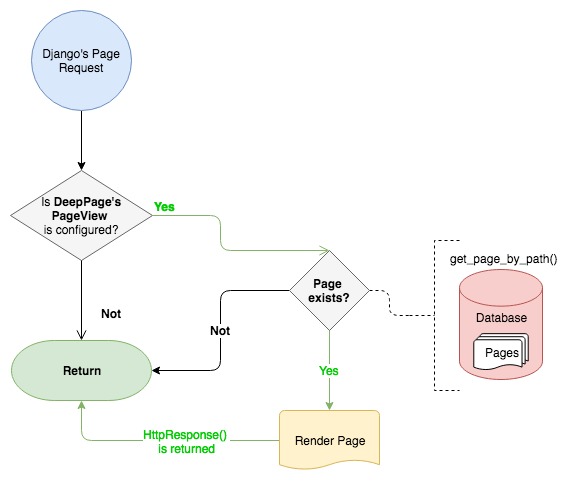 Django's Page
Request
Is DeepPage's
PageView
is configured?
Yes
Not
Page
exists?
get_page_by_path()
Database
Pages
Not
Return
Yes
HttpResponse()
is returned
Render Page